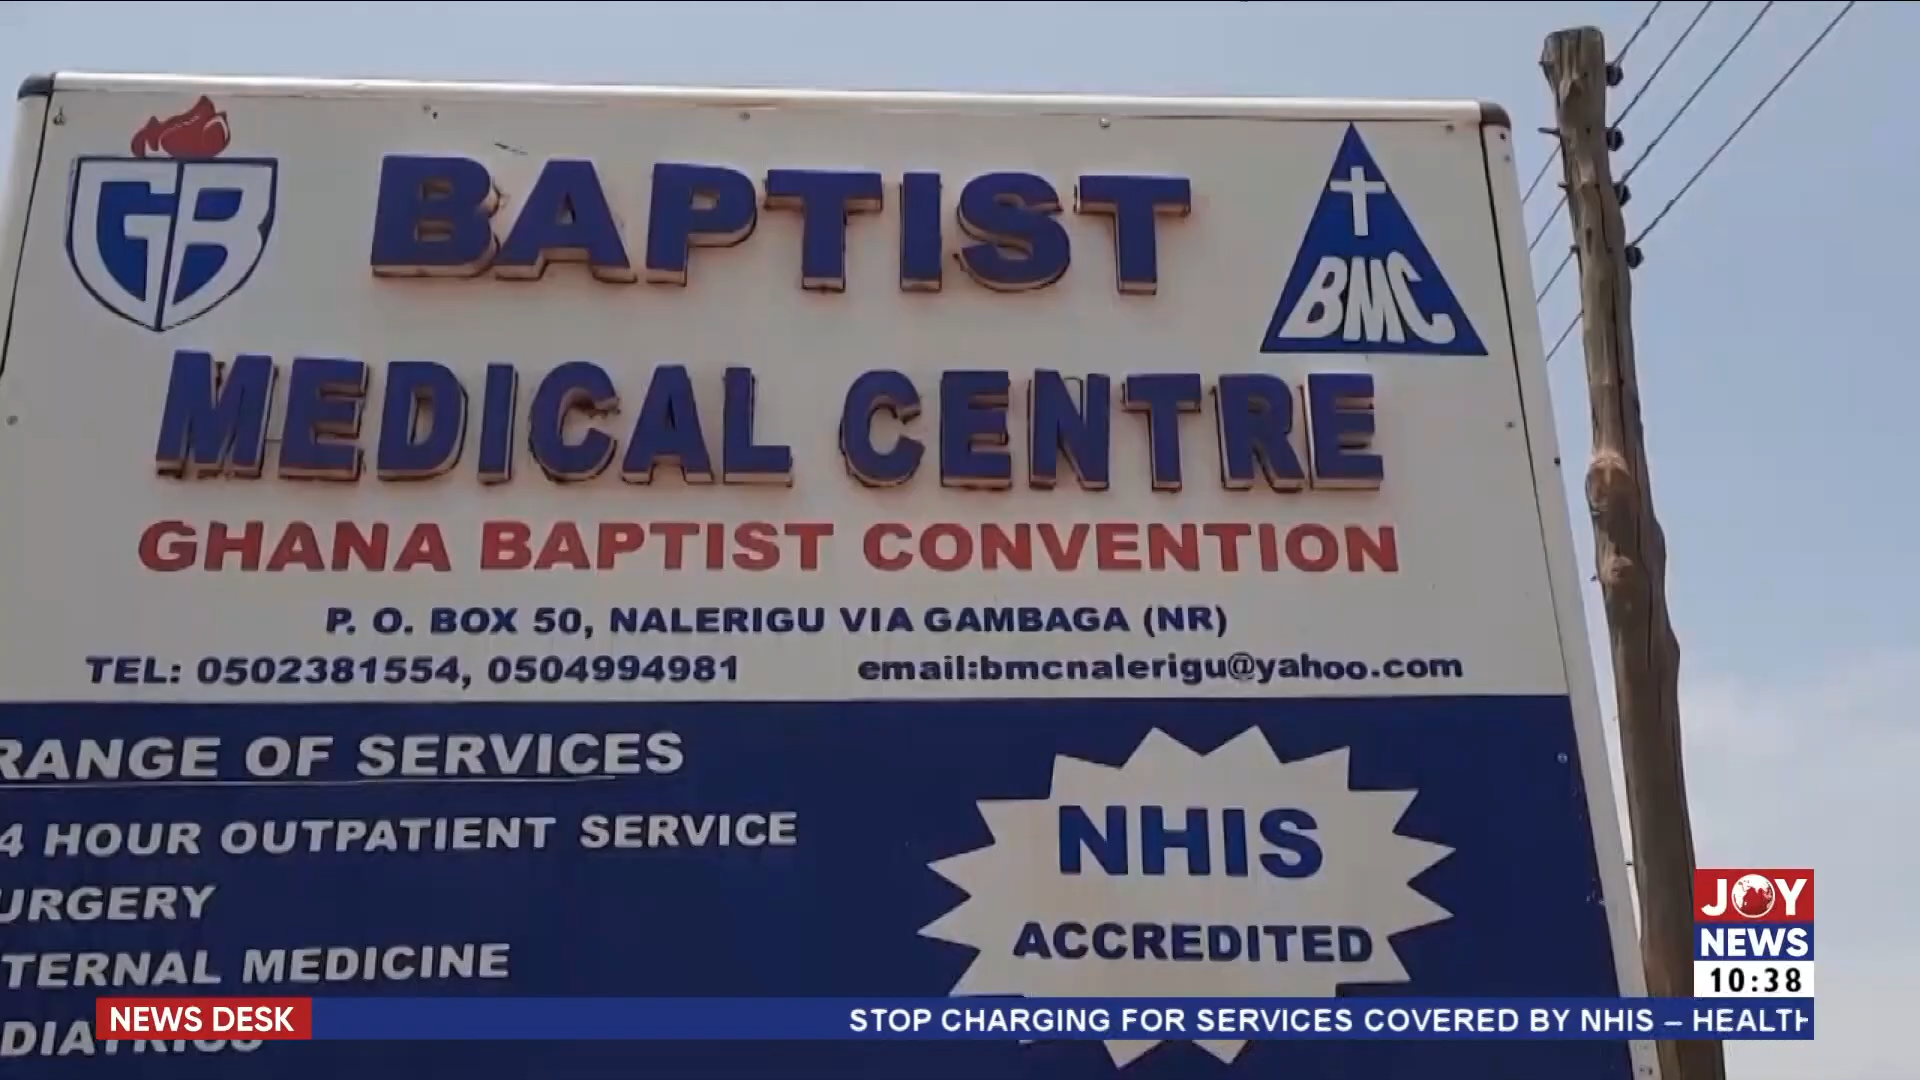 GB
BAPTIST
BMC
MEDICAL CENTRE
GHANA BAPTIST CONVENTION
P. O. BOX 50, NALERIGU VIA GAMBAGA (NR)
TEL: 0502381554, 0504994981
email:bmcnalerigu@yahoo.com
RANGE OF SERVICES
4 HOUR OUTPATIENT SERVICE
URGERY
TERNAL MEDICINE
NHIS
ACCREDITED
JOY
NEWS
10:38
NEWS DESK
STOP CHARGING FOR SERVICES COVERED BY NHIS – HEALTH